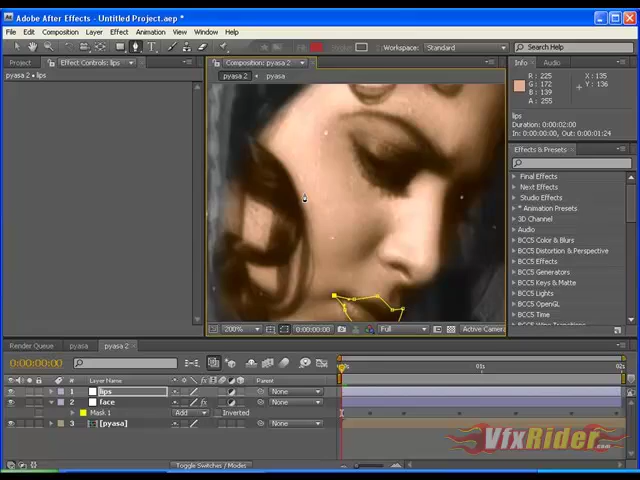 Adobe After Effects - Untitled Project.aep *
File Edit Composition Layer Effect Animation View Window Help
Fill: Stroke: Workspace: Standard Search Help
Project Effect Controls: lips Composition: pyasa 2 Info Audio
pyasa 2 • lips
pyasa 2 pyasa
R : 225 X : 135
G : 172 Y : 136
B : 139
A : 255
lips
Duration: 0:00:02:00
In: 0:00:00:00, Out: 0:00:01:24
Effects & Presets
Final Effects
Next Effects
Studio Effects
* Animation Presets
3D Channel
Audio
BCC5 Color & Blurs
BCC5 Distortion & Perspective
BCC5 Effects
BCC5 Generators
BCC5 Keys & Matte
BCC5 Lights
BCC5 OpenGL
BCC5 Time
200% 0:00:00:00 Full Active Camera
Render Queue pyasa pyasa 2
0:00:00:00
01s 02s
# Layer Name Parent
1 lips None
2 face None
Mask 1 Add Inverted
3 [pyasa] None
VfxRider.com
Toggle Switches / Modes